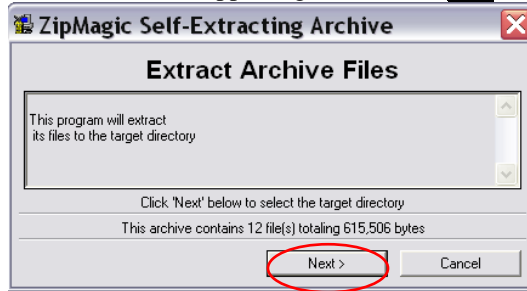 ZipMagic Self-Extracting Archive
Extract Archive Files
This program will extract
its files to the target directory
Click 'Next' below to select the target directory
This archive contains 12 file(s) totaling 615,506 bytes
Next >
Cancel